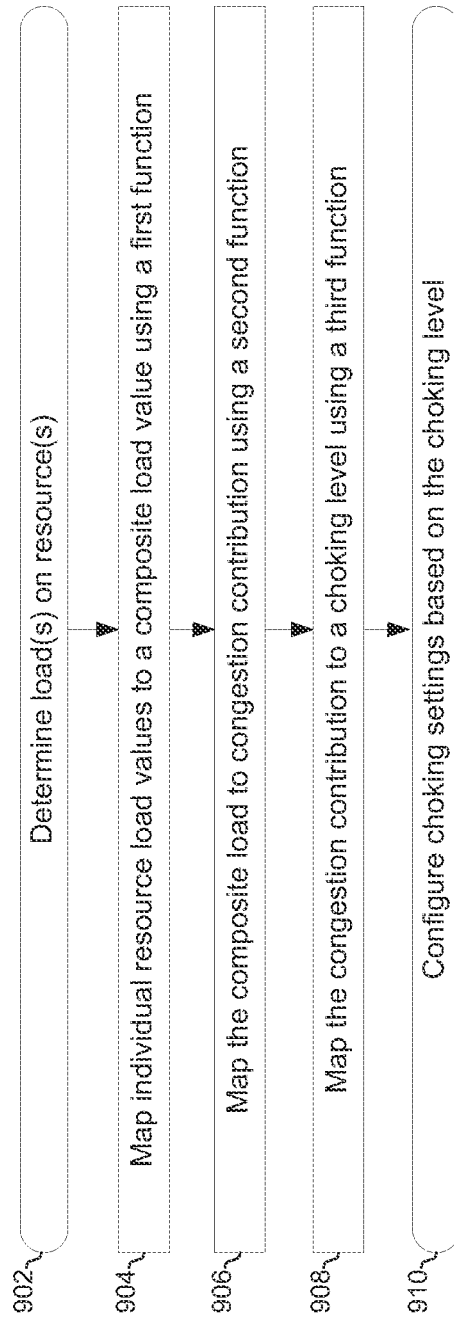 902 Determine load(s) on resource(s)
904 Map individual resource load values to a composite load value using a first function
906 Map the composite load to congestion contribution using a second function
908 Map the congestion contribution to a choking level using a third function
910 Configure choking settings based on the choking level